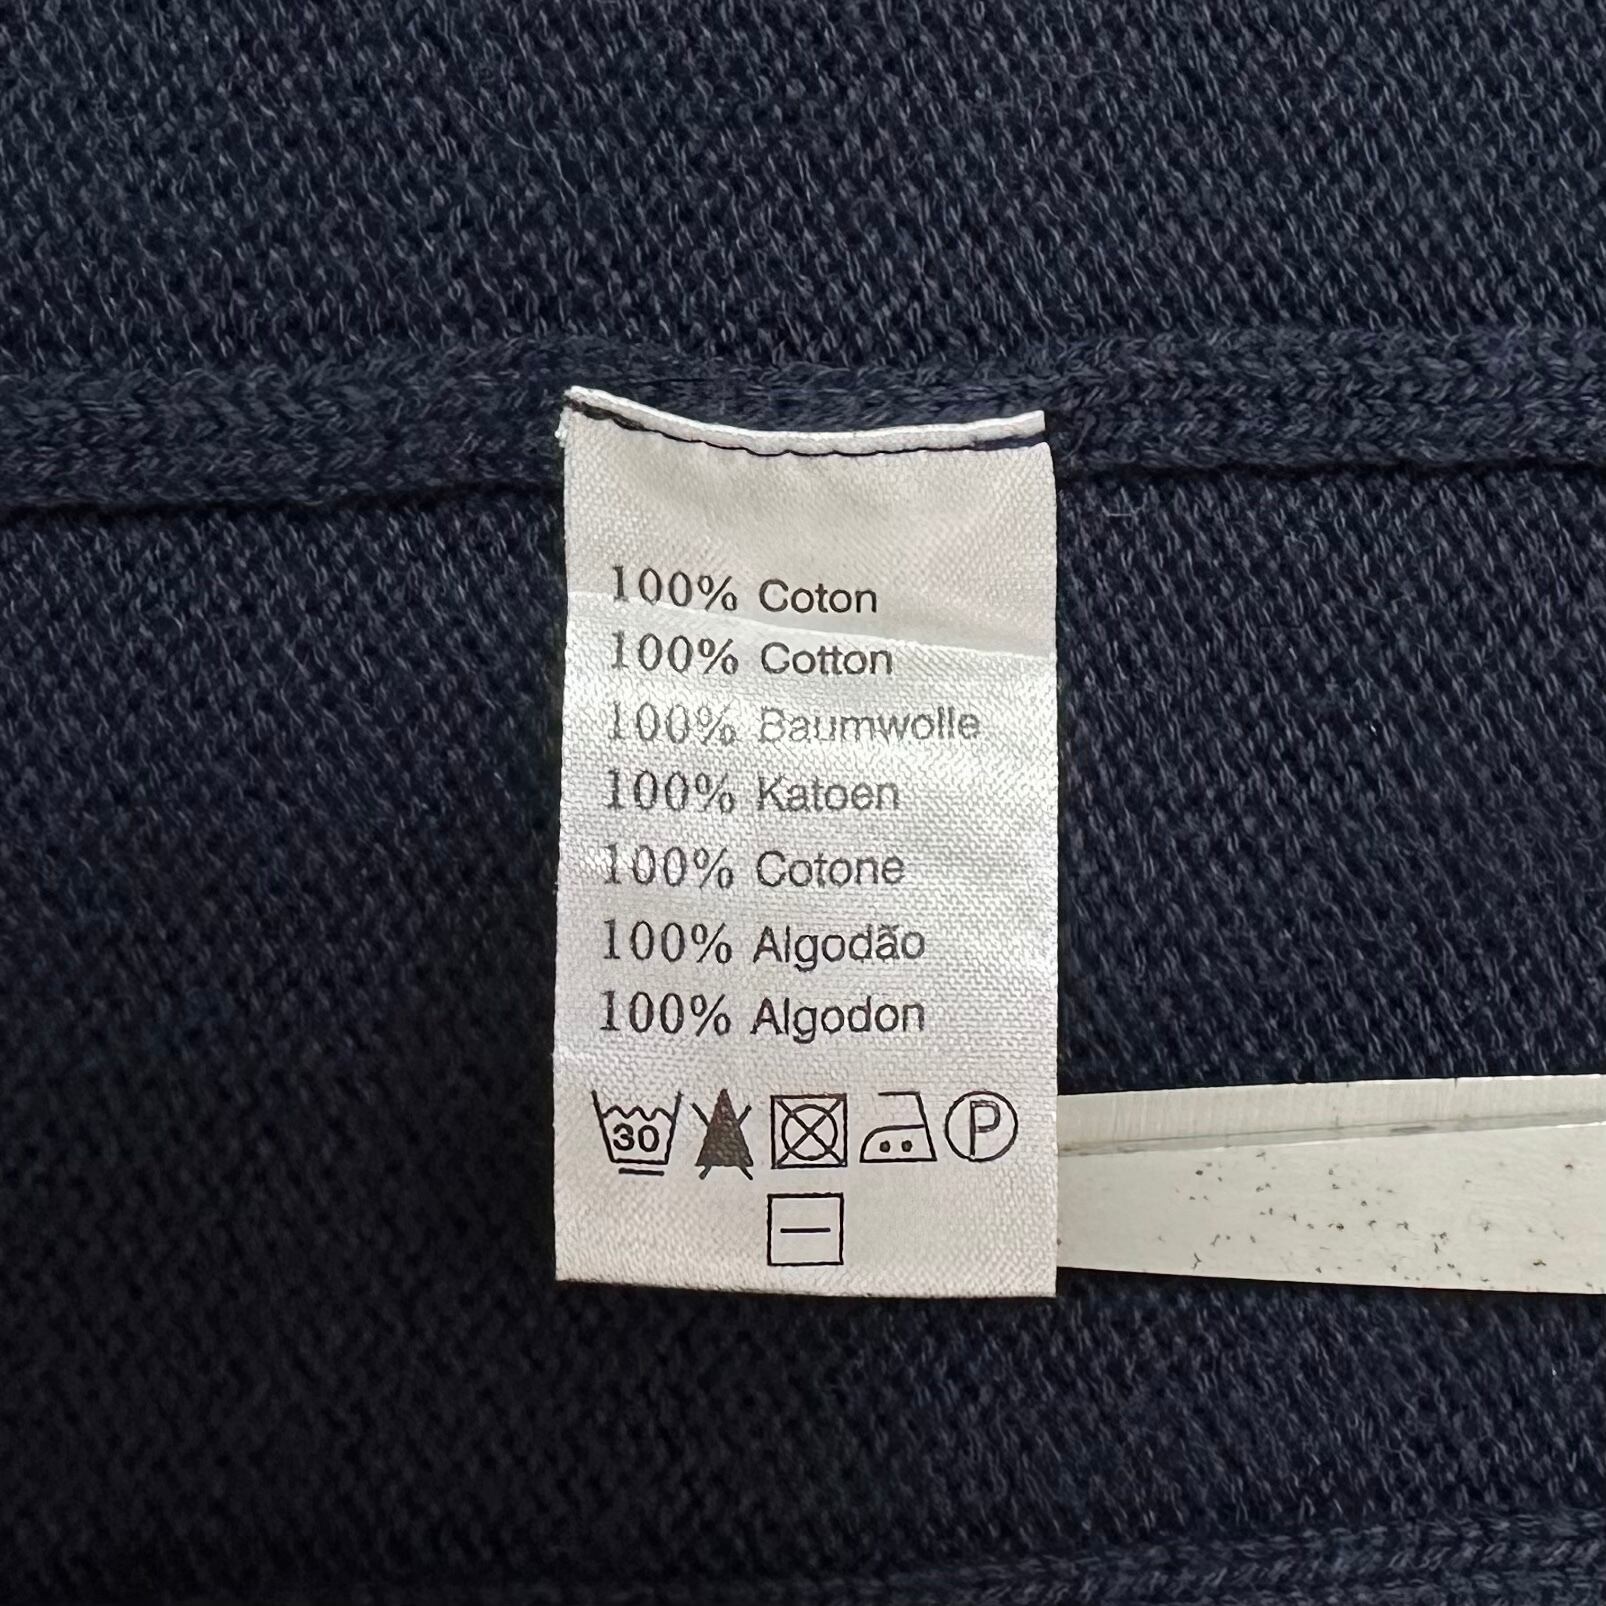 100% Coton
100% Cotton
100% Baumwolle
100% Katoen
100% Cotone
100% Algodão
100% Algodon
30 P